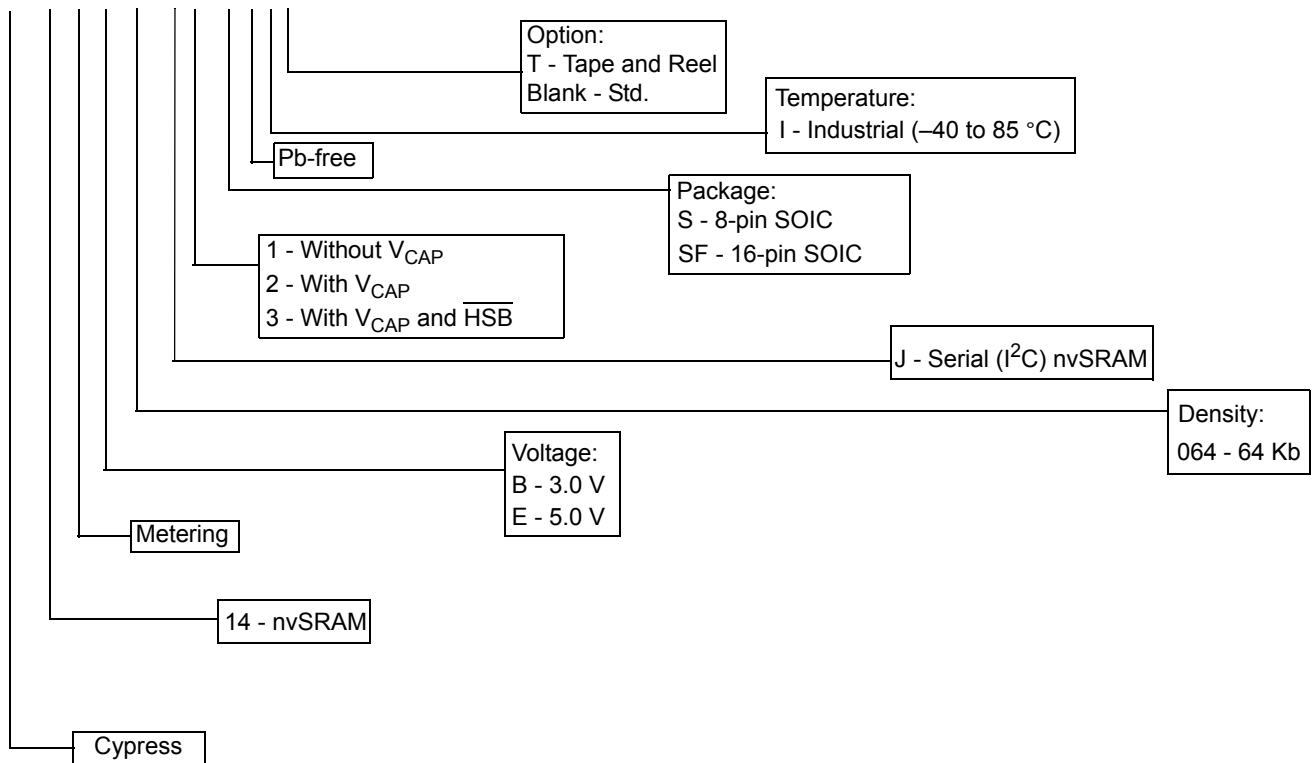 Option:
T - Tape and Reel
Blank - Std.
Temperature:
I - Industrial (–40 to 85 °C)
Pb-free
Package:
S - 8-pin SOIC
SF - 16-pin SOIC
1 - Without VCAP
2 - With VCAP
3 - With VCAP and HSB
J - Serial (I2C) nvSRAM
Density:
064 - 64 Kb
Voltage:
B - 3.0 V
E - 5.0 V
Metering
14 - nvSRAM
Cypress